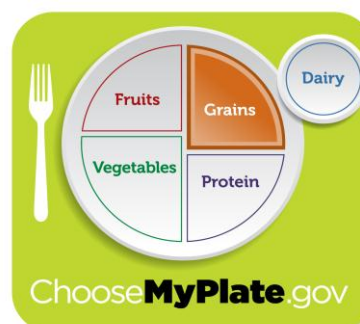 Dairy
Fruits
Grains
Vegetables
Protein
ChooseMyPlate.gov